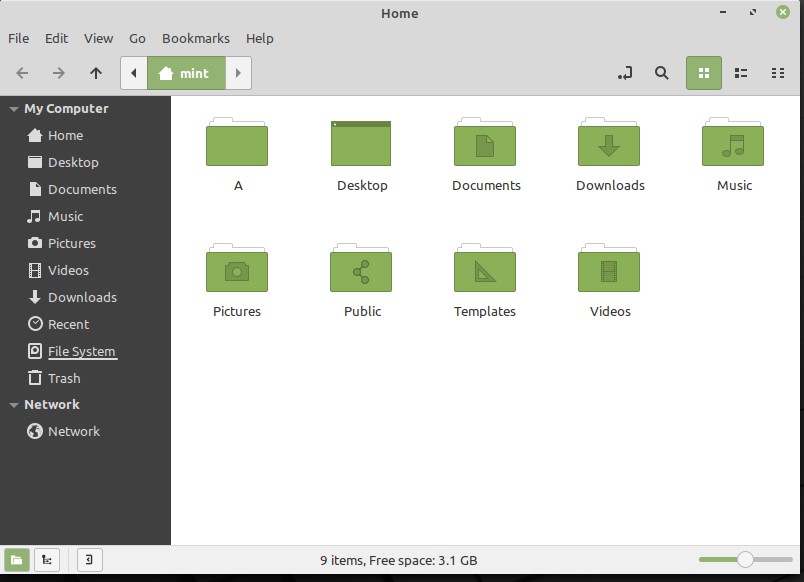 Home
File Edit View Go Bookmarks Help
mint
My Computer
Home
Desktop
Documents
Music
Pictures
Videos
Downloads
Recent
File System
Trash
Network
Network
A Desktop Documents Downloads Music
Pictures Public Templates Videos
9 items, Free space: 3.1 GB